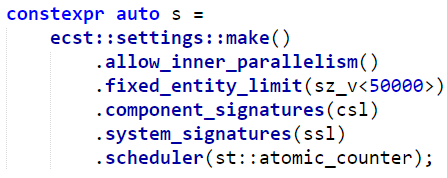 constexpr auto s =
    ecst::settings::make()
        .allow_inner_parallelism()
        .fixed_entity_limit(sz_v<50000>)
        .component_signatures(csl)
        .system_signatures(ssl)
        .scheduler(st::atomic_counter);